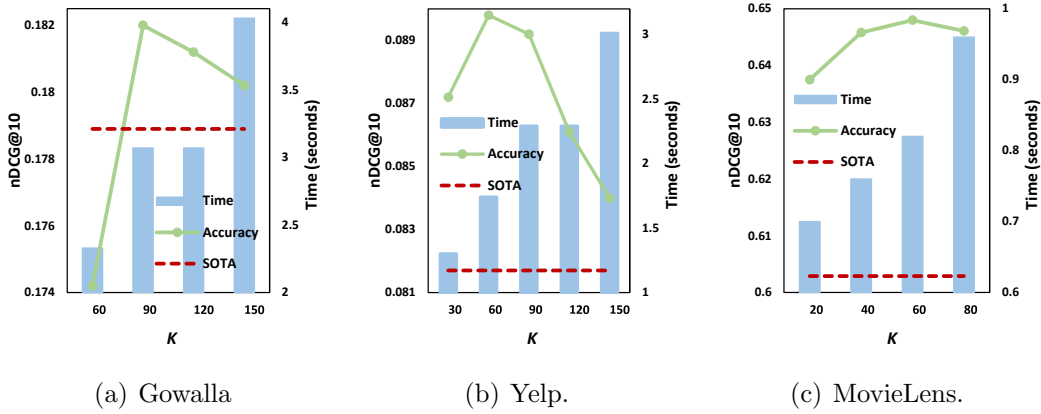 0.182
0.18
0.178
0.176
0.174
nDCG@10
4
3.5
3
2.5
2
Time (seconds)
Time
Accuracy
SOTA
60 90 120 150
K
(a) Gowalla
0.089
0.087
0.085
0.083
0.081
nDCG@10
3
2.5
2
1.5
1
Time (seconds)
Time
Accuracy
SOTA
30 60 90 120 150
K
(b) Yelp.
0.65
0.64
0.63
0.62
0.61
0.6
nDCG@10
1
0.9
0.8
0.7
0.6
Time (seconds)
Time
Accuracy
SOTA
20 40 60 80
K
(c) MovieLens.